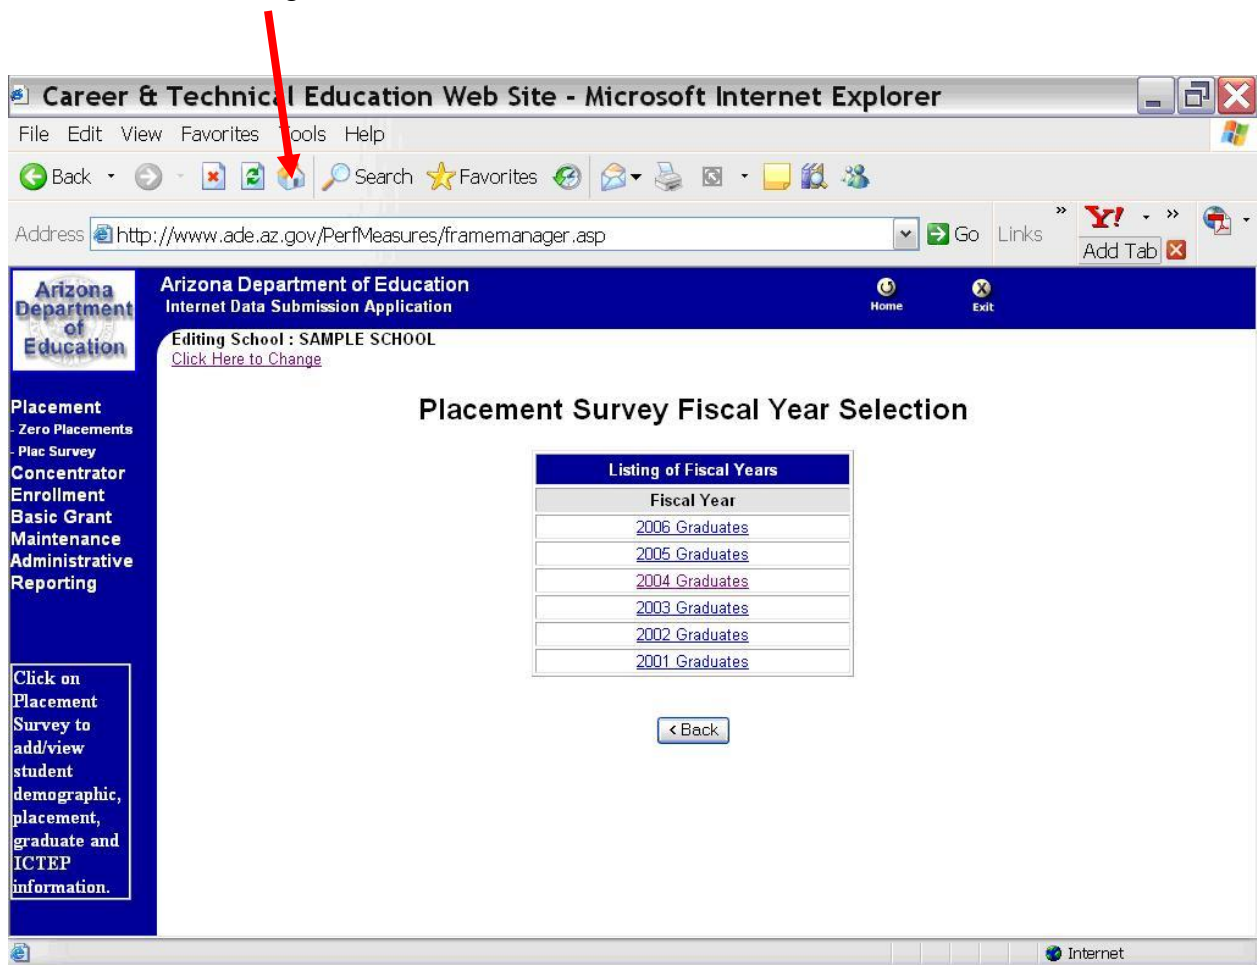 Career & Technical Education Web Site - Microsoft Internet Explorer
File Edit View Favorites Tools Help
Back Search Favorites
Address http://www.ade.az.gov/PerfMeasures/framemanager.asp Go Links » Y! »
Add Tab
Arizona Department of Education
Arizona Department of Education
Internet Data Submission Application
Home Exit
Editing School : SAMPLE SCHOOL
Click Here to Change
Placement
- Zero Placements
- Plac Survey
Concentrator
Enrollment
Basic Grant
Maintenance
Administrative
Reporting
Click on
Placement
Survey to
add/view
student
demographic,
placement,
graduate and
ICTEP
information.
Placement Survey Fiscal Year Selection
Listing of Fiscal Years
Fiscal Year
2006 Graduates
2005 Graduates
2004 Graduates
2003 Graduates
2002 Graduates
2001 Graduates
< Back
Internet